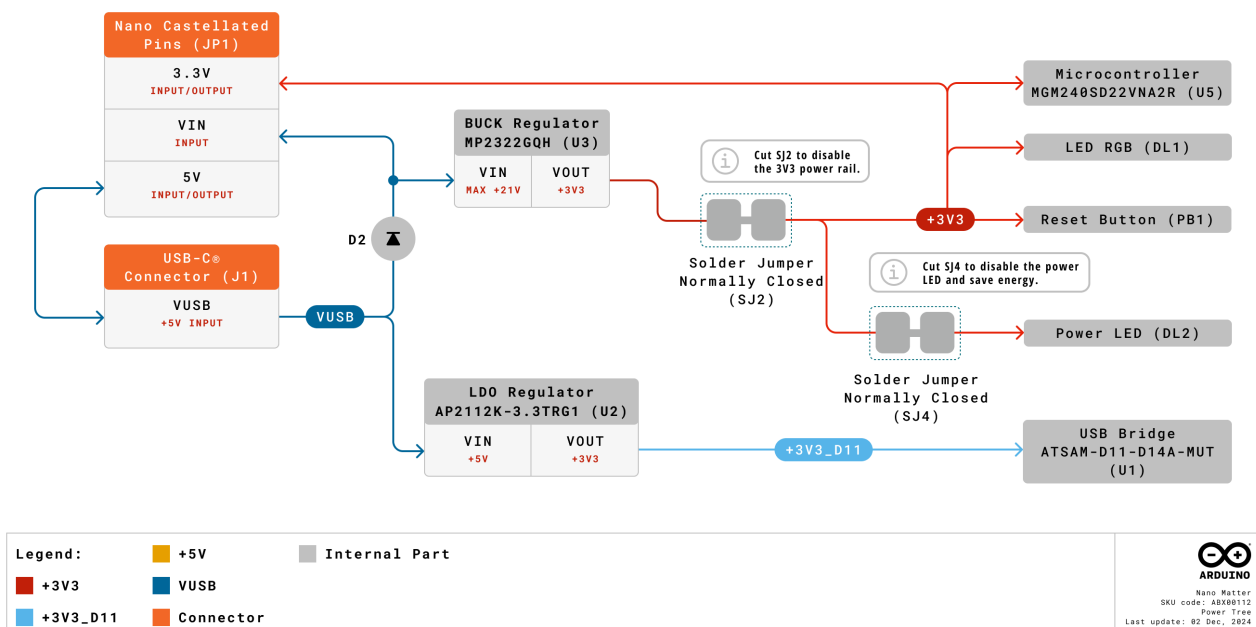 Nano Castellated
Pins (JP1)
3.3V
INPUT/OUTPUT
VIN
INPUT
5V
INPUT/OUTPUT
USB-C®
Connector (J1)
VUSB
+5V INPUT
VUSB
D2
BUCK Regulator
MP2322GQH (U3)
VIN
MAX +21V
VOUT
+3V3
LDO Regulator
AP2112K-3.3TRG1 (U2)
VIN
+5V
VOUT
+3V3
Cut SJ2 to disable
the 3V3 power rail.
Solder Jumper
Normally Closed
(SJ2)
+3V3
Cut SJ4 to disable the power
LED and save energy.
Solder Jumper
Normally Closed
(SJ4)
+3V3_D11
Microcontroller
MGM240SD22VNA2R (U5)
LED RGB (DL1)
Reset Button (PB1)
Power LED (DL2)
USB Bridge
ATSAM-D11-D14A-MUT
(U1)
Legend:
+3V3
+3V3_D11
+5V
VUSB
Connector
Internal Part
ARDUINO
Nano Matter
SKU code: ABX00112
Power Tree
Last update: 02 Dec, 2024